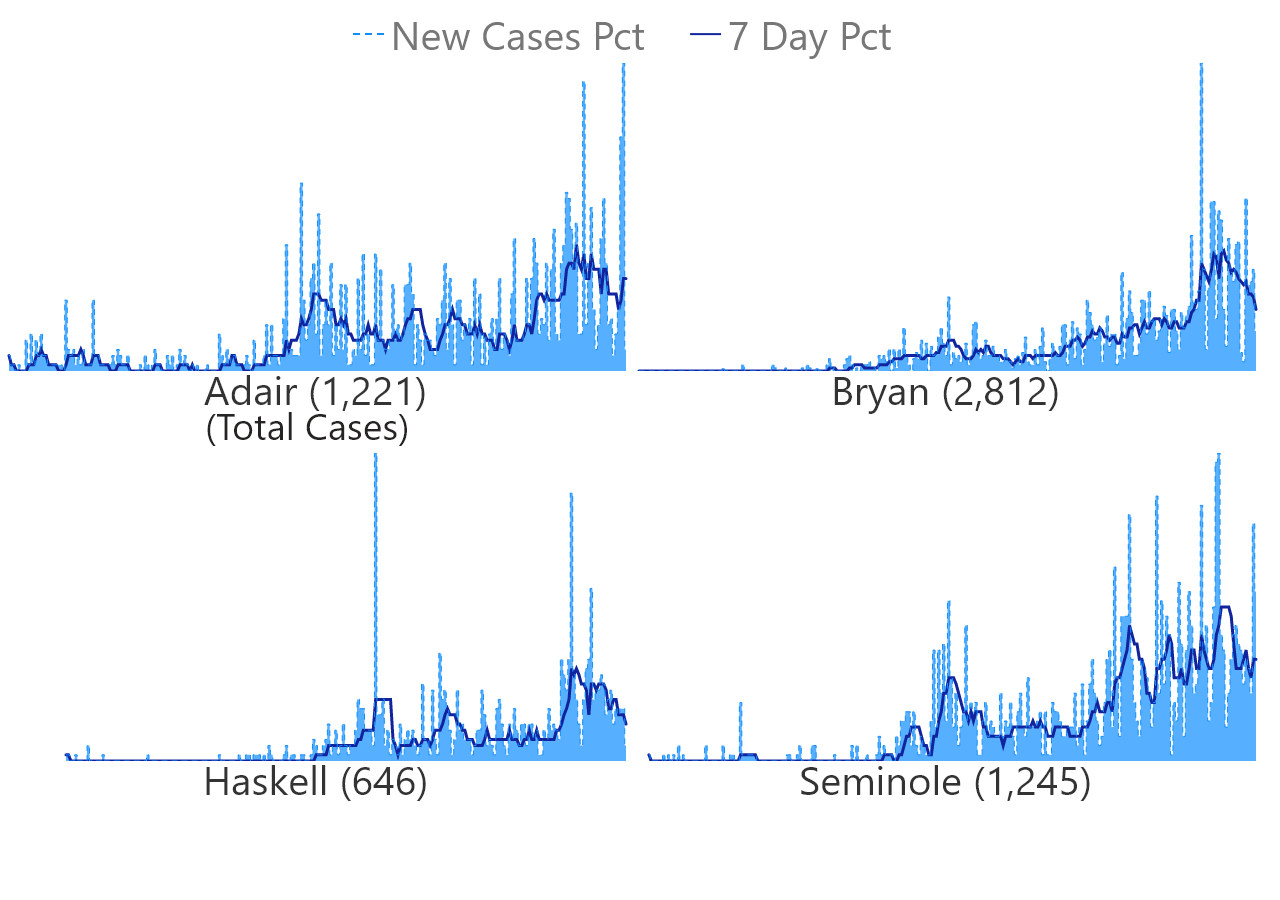 New Cases Pct 7 Day Pct
Adair (1,221) Bryan (2,812)
(Total Cases)
Haskell (646) Seminole (1,245)